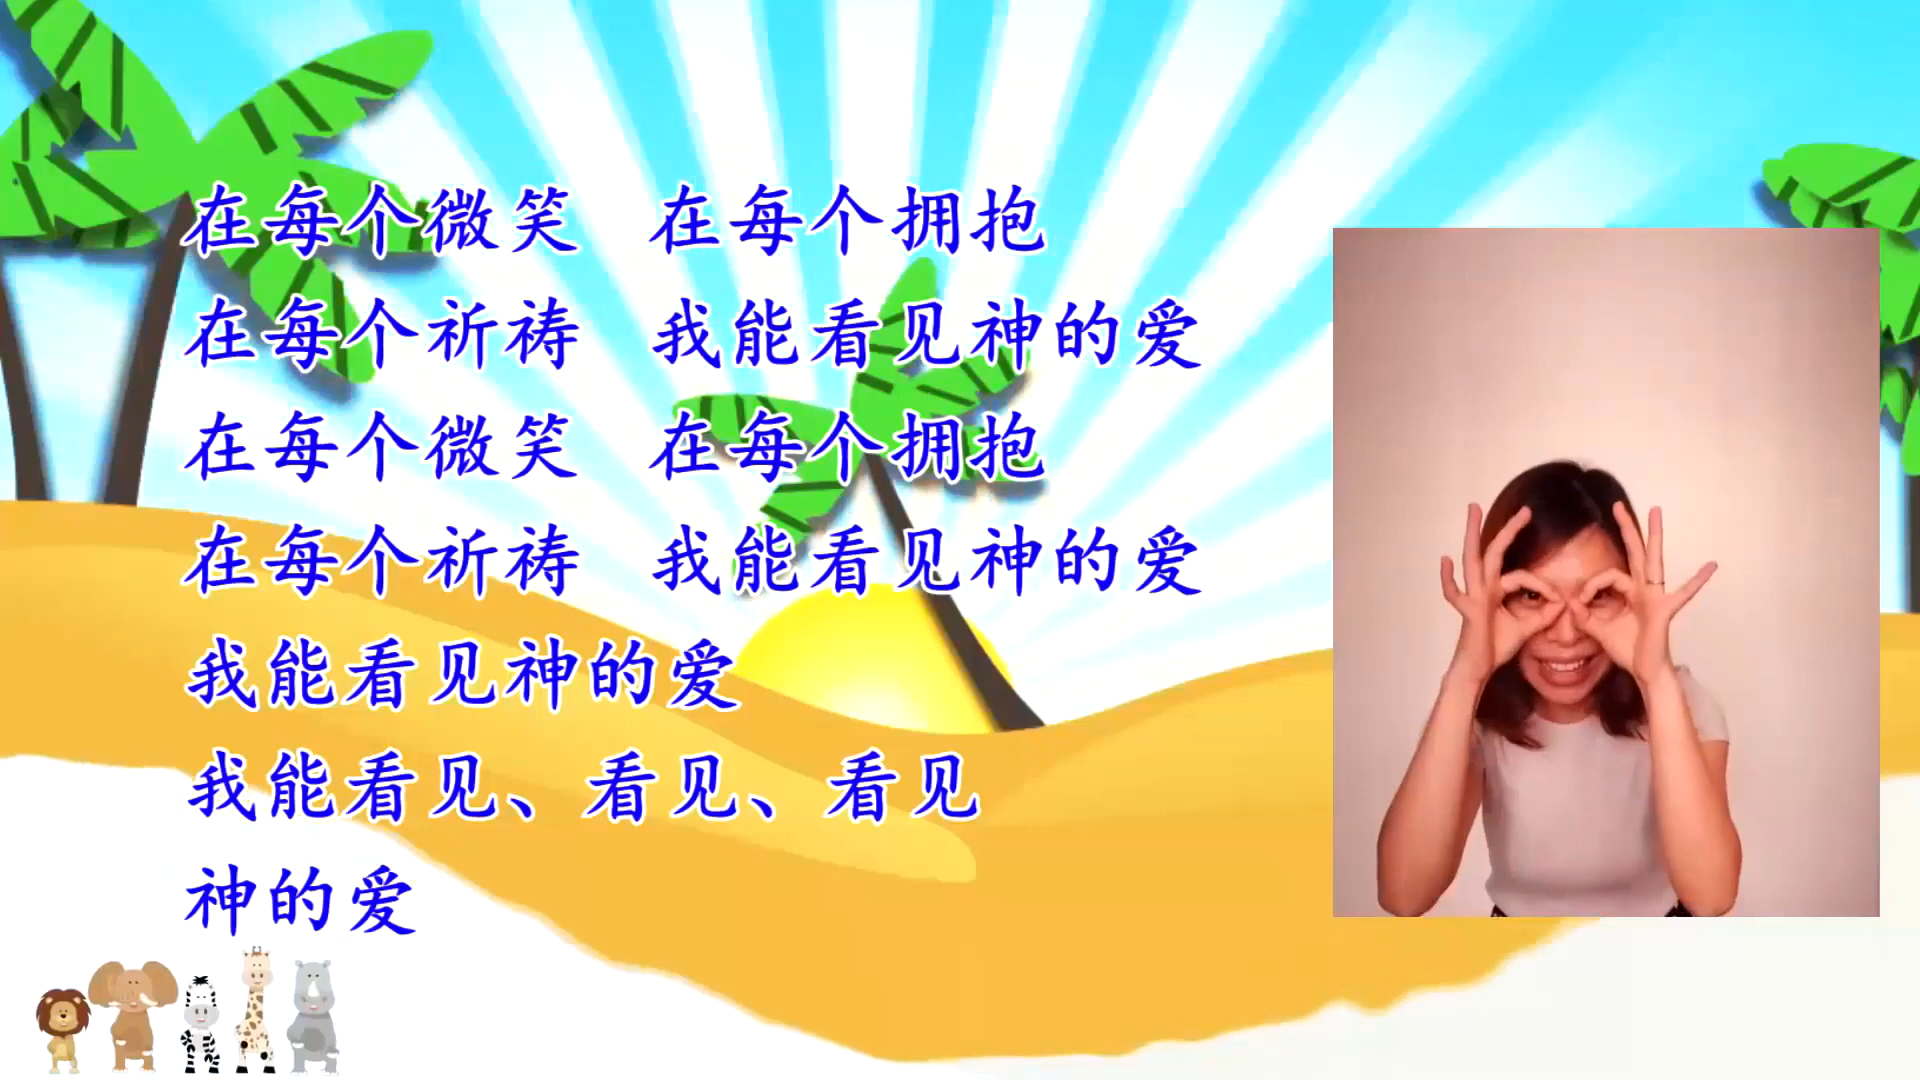 在每个微笑 在每个拥抱
在每个祈祷 我能看见神的爱
在每个微笑 在每个拥抱
在每个祈祷 我能看见神的爱
我能看见神的爱
我能看见、看见、看见
神的爱